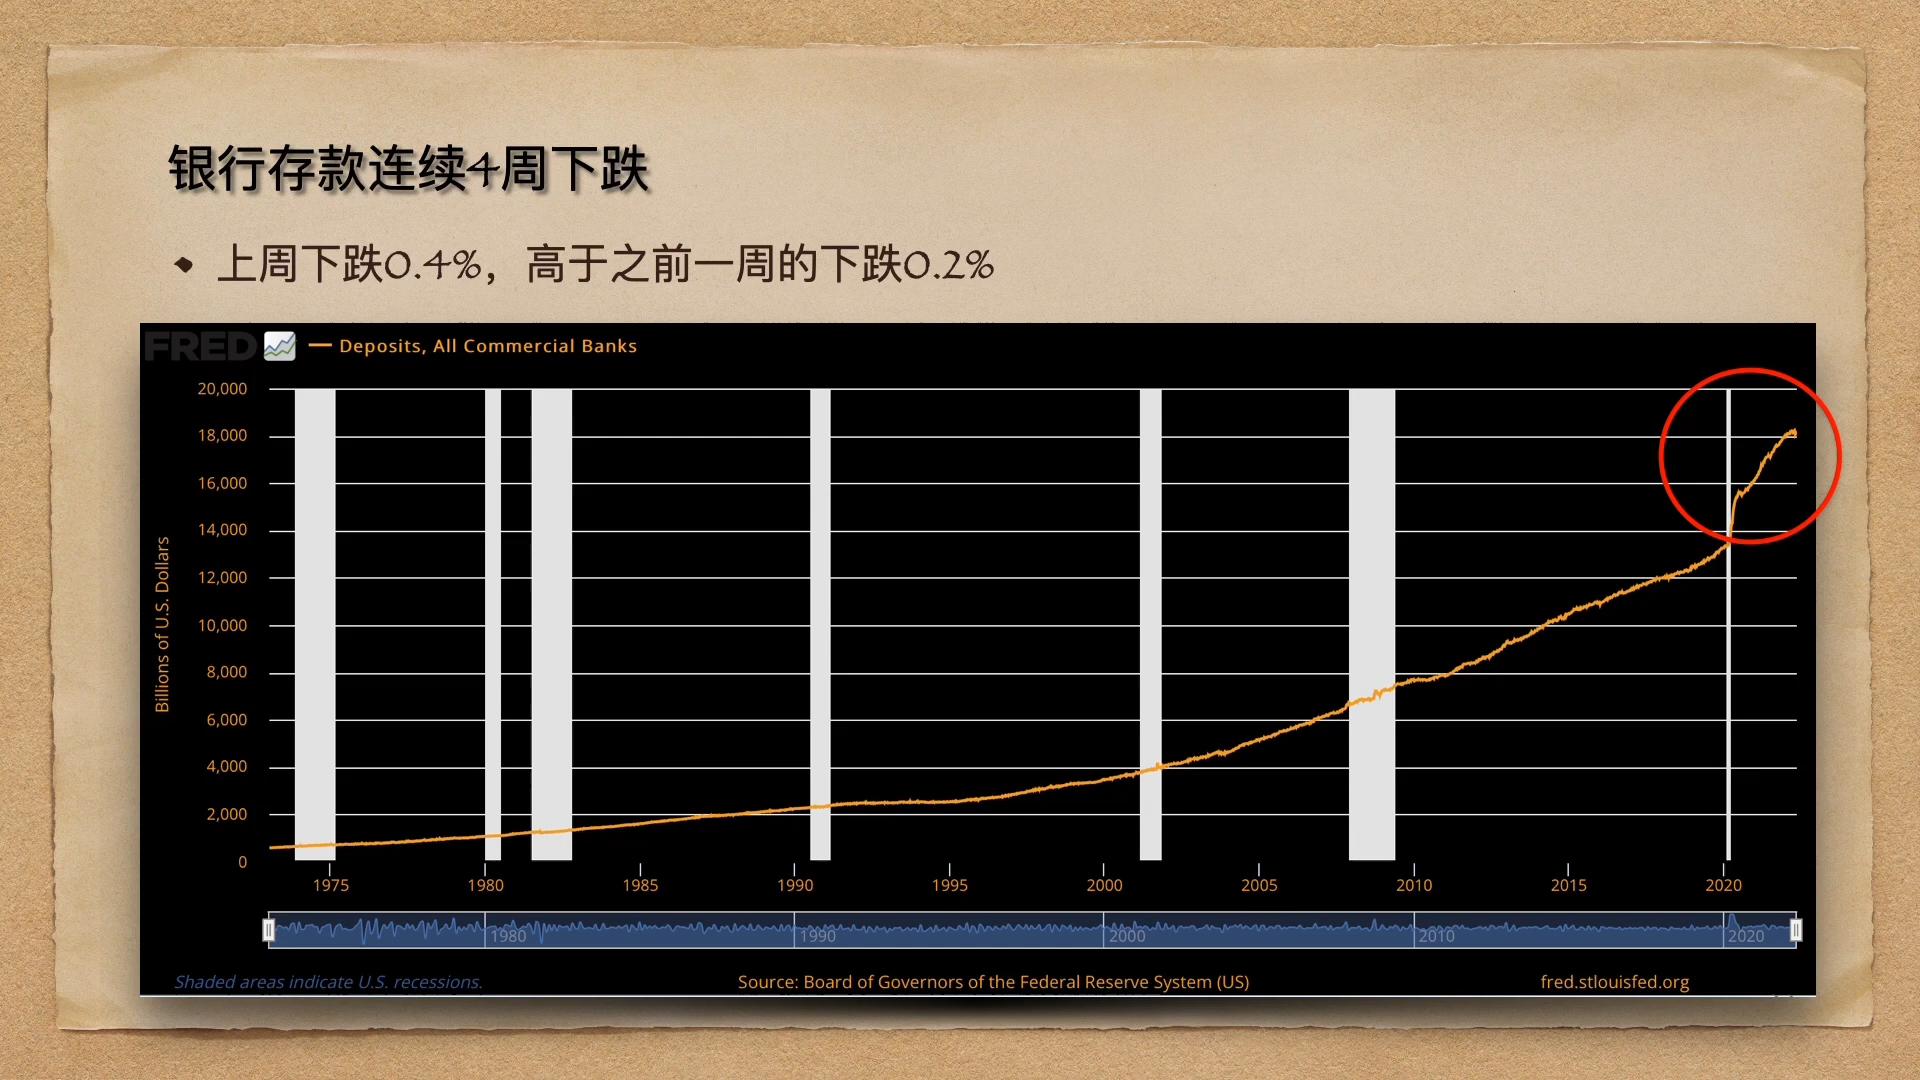 银行存款连续4周下跌
上周下跌0.4%，高于之前一周的下跌0.2%
FRED
Deposits, All Commercial Banks
Billions of U.S. Dollars
20,000
18,000
16,000
14,000
12,000
10,000
8,000
6,000
4,000
2,000
0
1975 1980 1985 1990 1995 2000 2005 2010 2015 2020
1980 1990 2000 2010 2020
Shaded areas indicate U.S. recessions. Source: Board of Governors of the Federal Reserve System (US) fred.stlouisfed.org